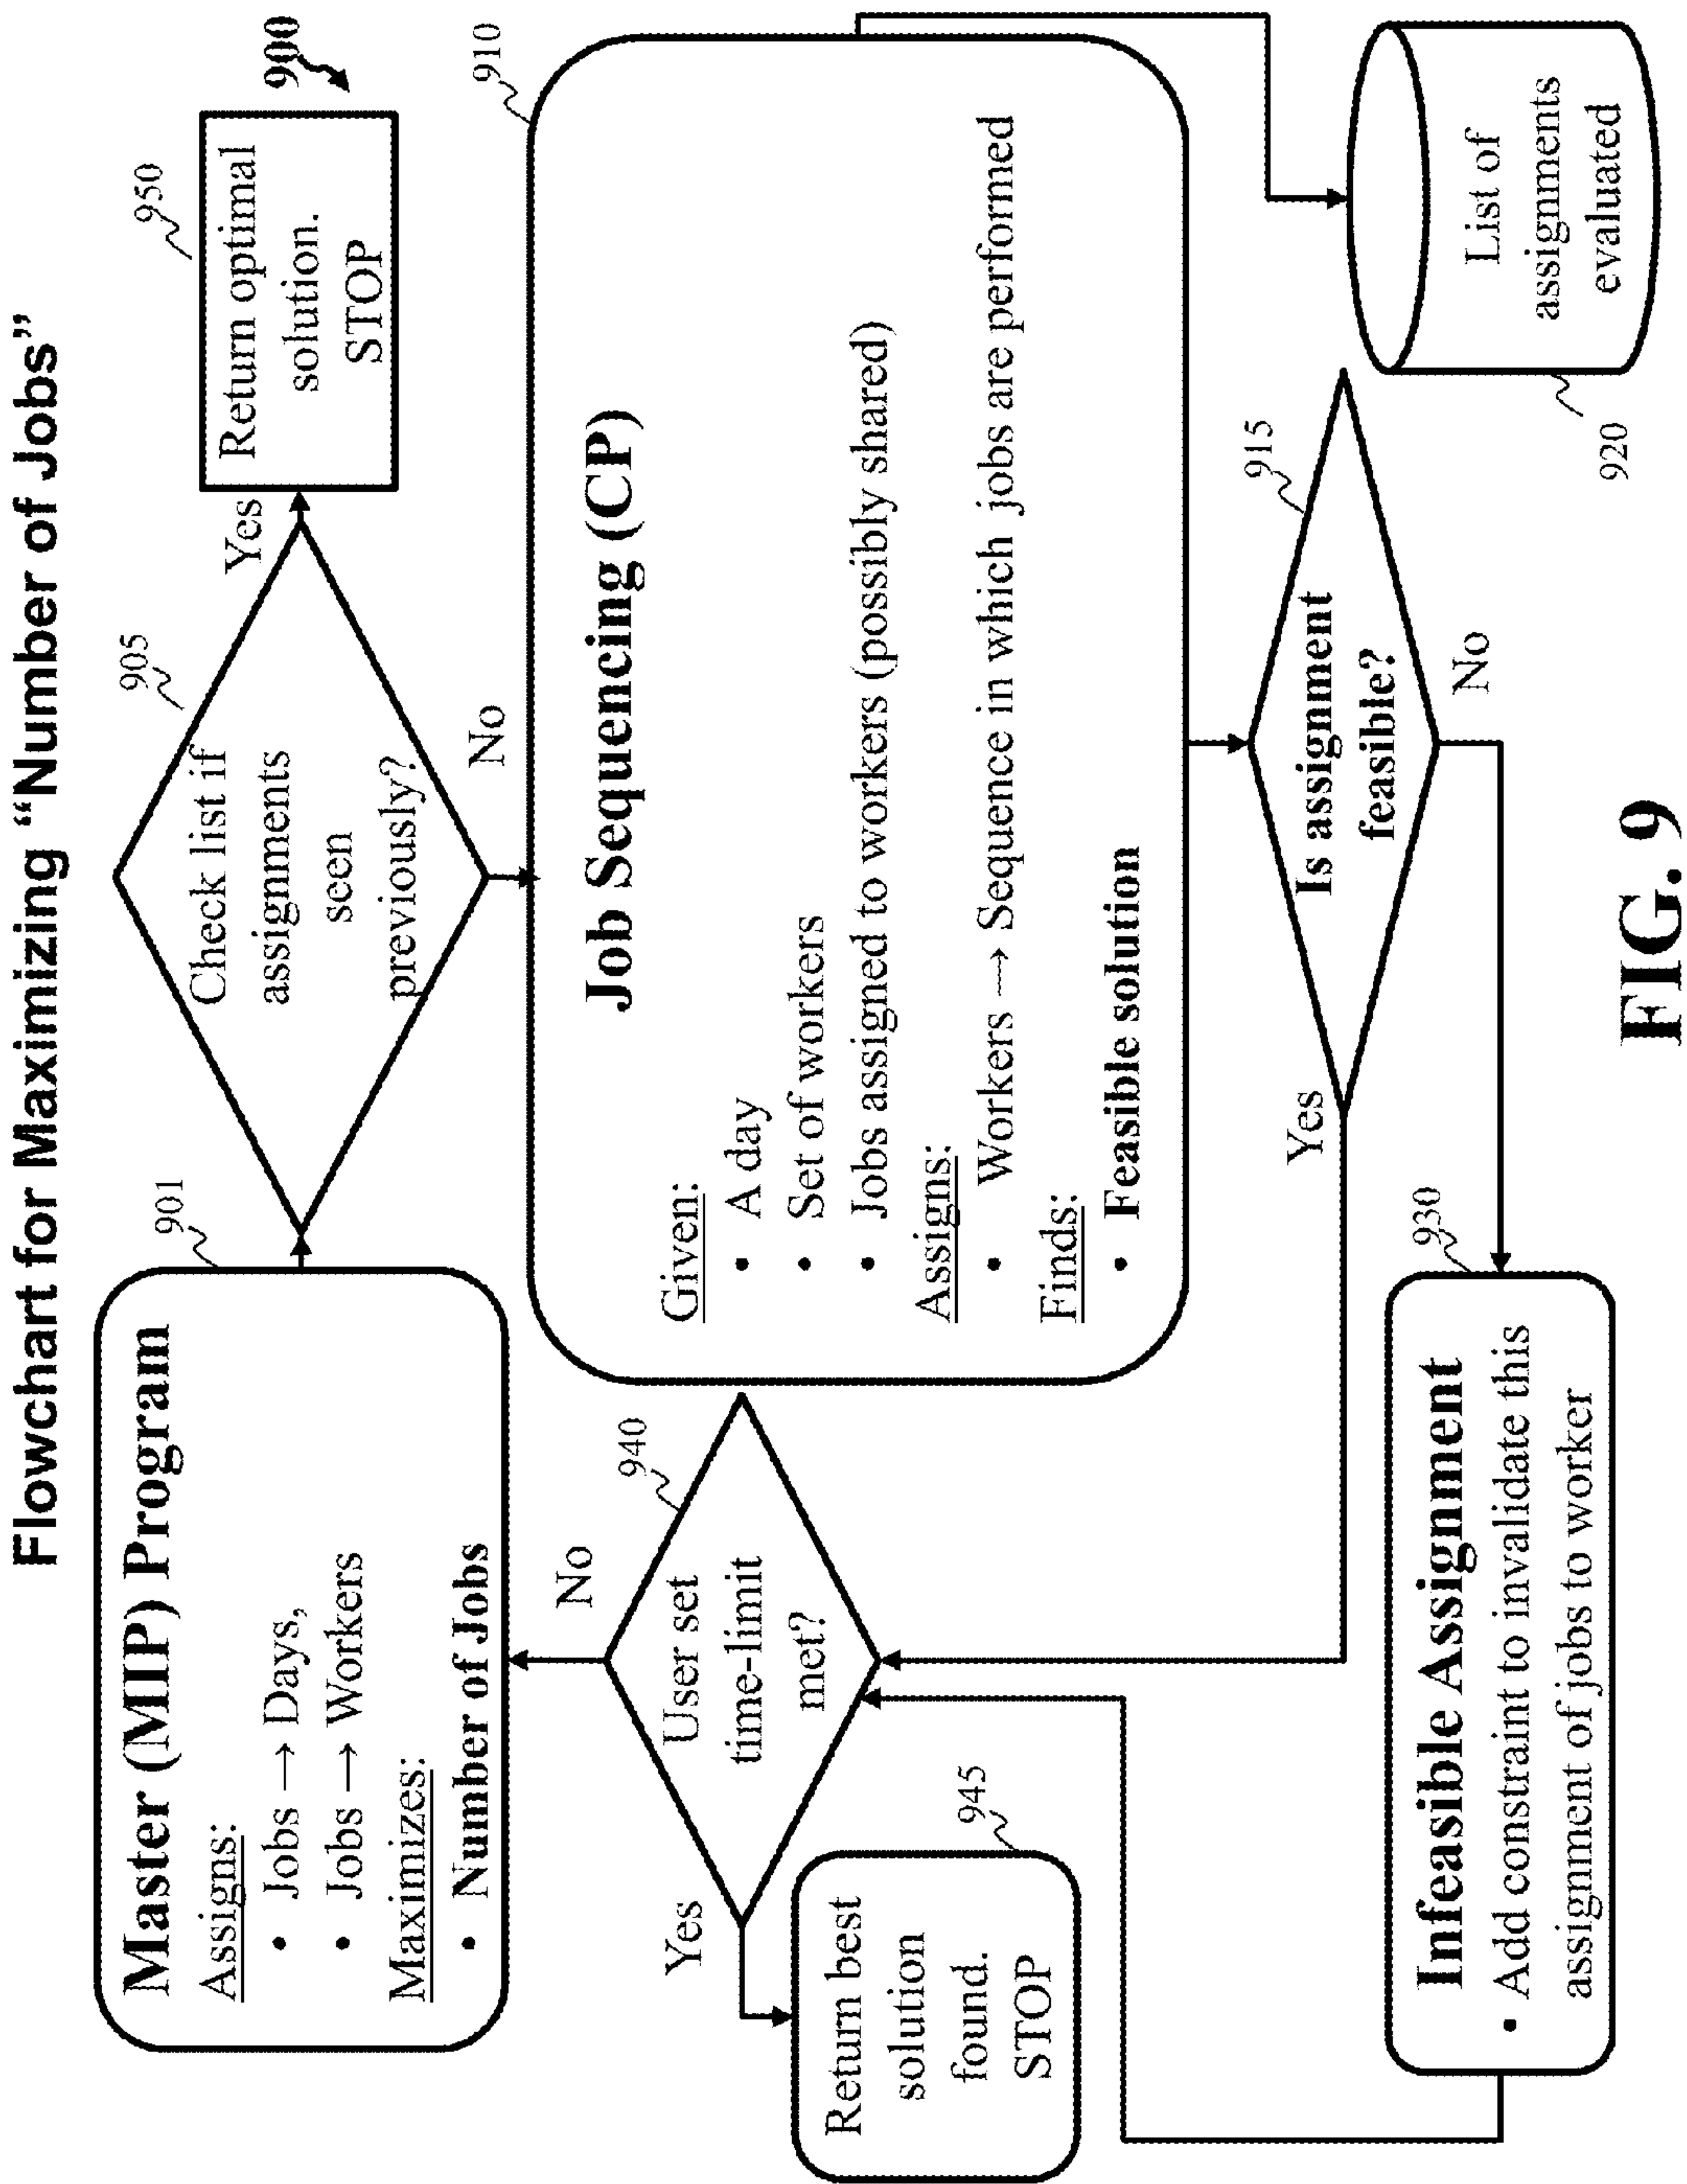 Flowchart for Maximizing “Number of Jobs”
900
Master (MIP) Program
Assigns:
• Jobs → Days,
• Jobs → Workers
Maximizes:
• Number of Jobs
901
Check list if
assignments
seen
previously?
905
Yes
No
Return optimal
solution.
STOP
950
Job Sequencing (CP)
Given:
• A day
• Set of workers
• Jobs assigned to workers (possibly shared)
Assigns:
• Workers → Sequence in which jobs are performed
Finds:
• Feasible solution
910
User set
time-limit
met?
940
No
Yes
Return best
solution
found.
STOP
945
Is assignment
feasible?
915
Yes
No
List of
assignments
evaluated
920
Infeasible Assignment
• Add constraint to invalidate this
assignment of jobs to worker
930
FIG. 9